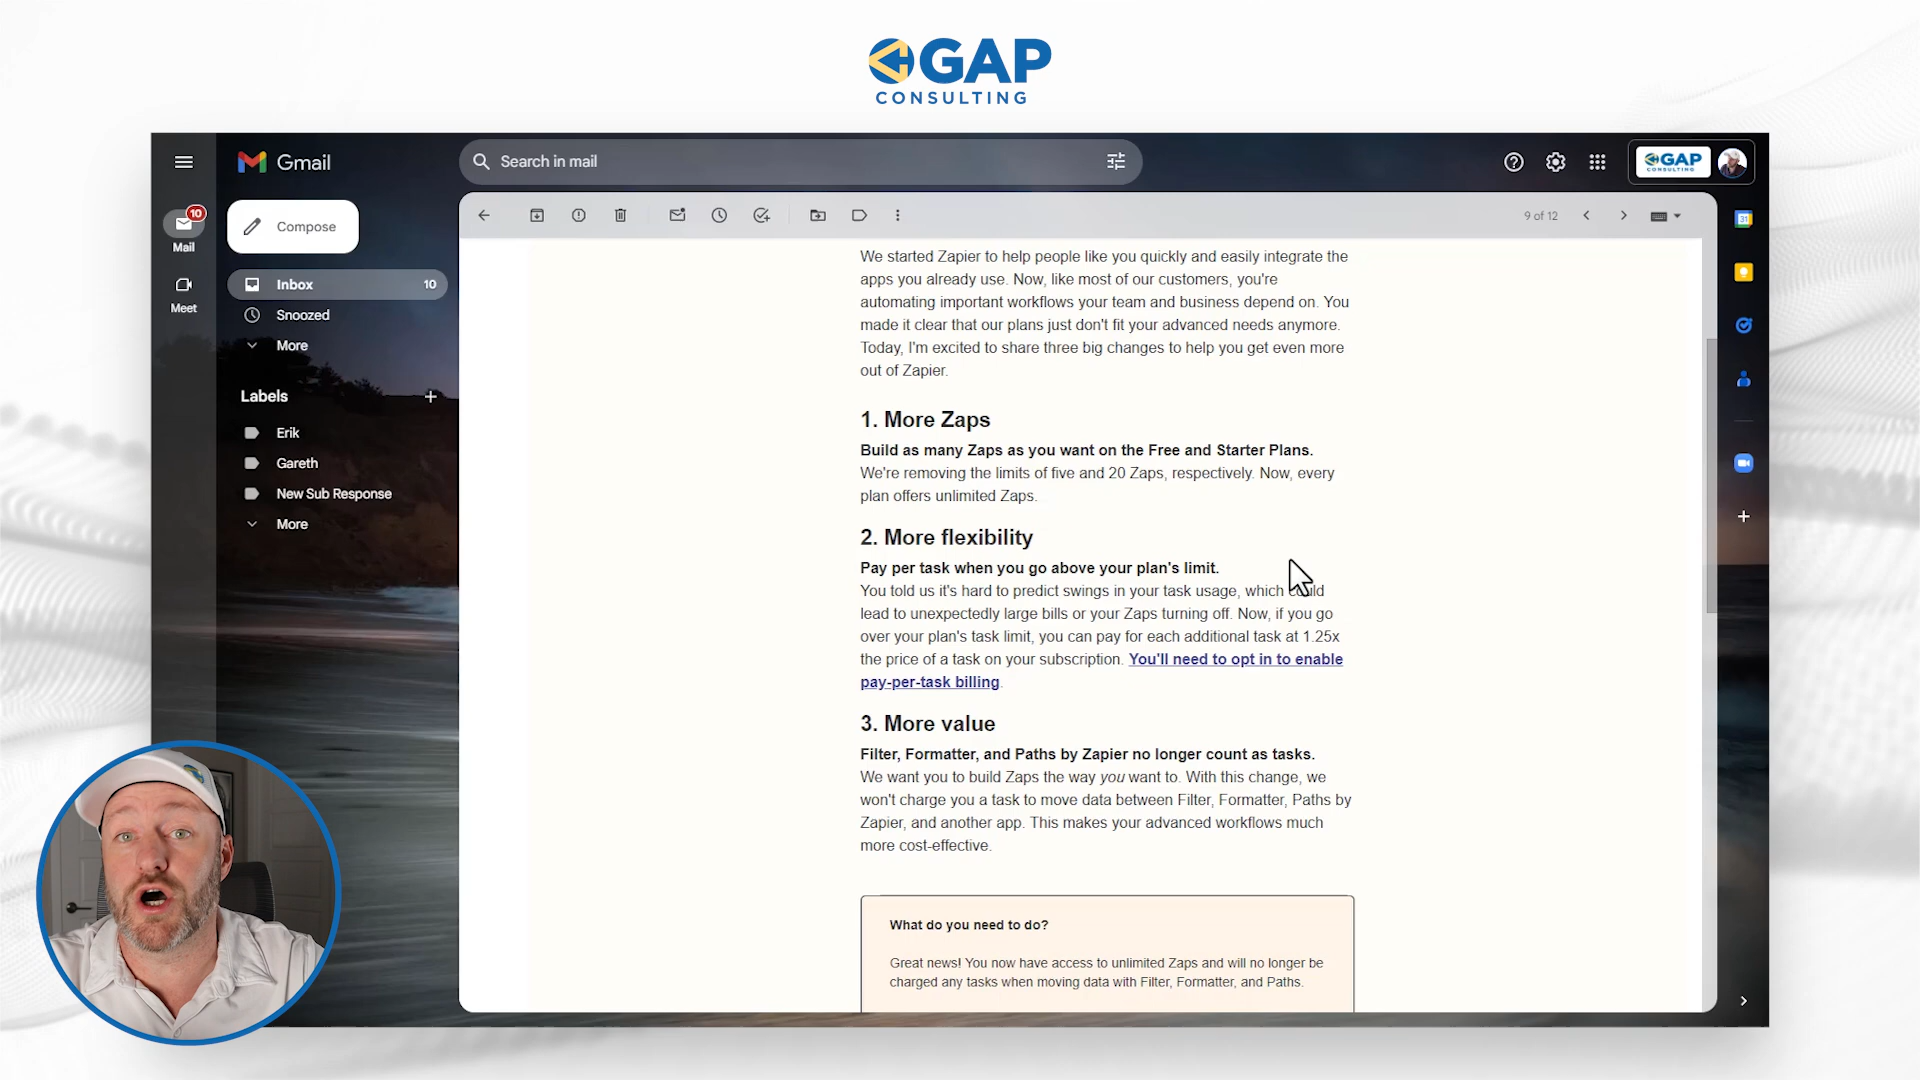 GAP
CONSULTING
Gmail
Search in mail
GAP
CONSULTING
10
Mail
Meet
Compose
Inbox 10
Snoozed
More
Labels
Erik
Gareth
New Sub Response
More
9 of 12
We started Zapier to help people like you quickly and easily integrate the
apps you already use. Now, like most of our customers, you're
automating important workflows your team and business depend on. You
made it clear that our plans just don't fit your advanced needs anymore.
Today, I'm excited to share three big changes to help you get even more
out of Zapier.
1. More Zaps
Build as many Zaps as you want on the Free and Starter Plans.
We're removing the limits of five and 20 Zaps, respectively. Now, every
plan offers unlimited Zaps.
2. More flexibility
Pay per task when you go above your plan's limit.
You told us it's hard to predict swings in your task usage, which could
lead to unexpectedly large bills or your Zaps turning off. Now, if you go
over your plan's task limit, you can pay for each additional task at 1.25x
the price of a task on your subscription. You'll need to opt in to enable
pay-per-task billing.
3. More value
Filter, Formatter, and Paths by Zapier no longer count as tasks.
We want you to build Zaps the way you want to. With this change, we
won't charge you a task to move data between Filter, Formatter, Paths by
Zapier, and another app. This makes your advanced workflows much
more cost-effective.
What do you need to do?
Great news! You now have access to unlimited Zaps and will no longer be
charged any tasks when moving data with Filter, Formatter, and Paths.
31